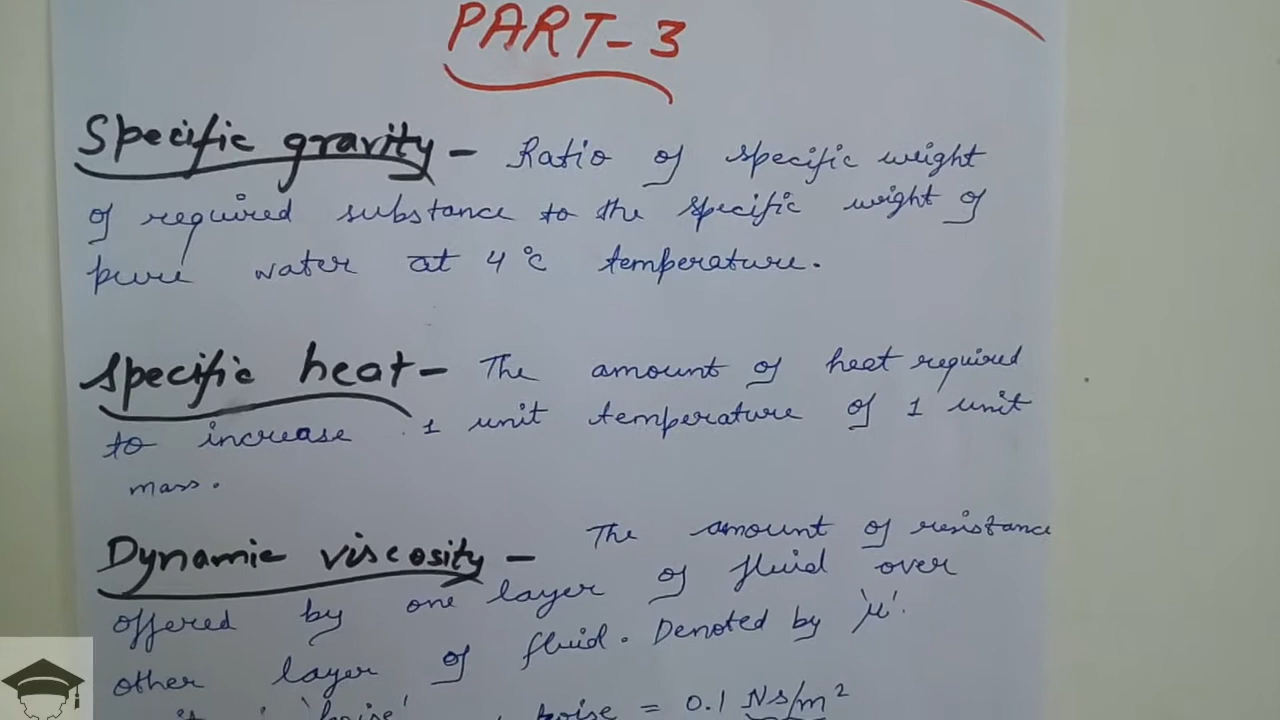 PART-3
Specific gravity - Ratio of specific weight
of required substance to the specific weight of
pure water at 4°c temperature.
Specific heat - The amount of heat required
to increase 1 unit temperature of 1 unit
mass.
Dynamic viscosity - The amount of resistance
offered by one layer of fluid over
other layer of fluid. Denoted by 'μ'.
'poise' poise = 0.1 Ns/m²